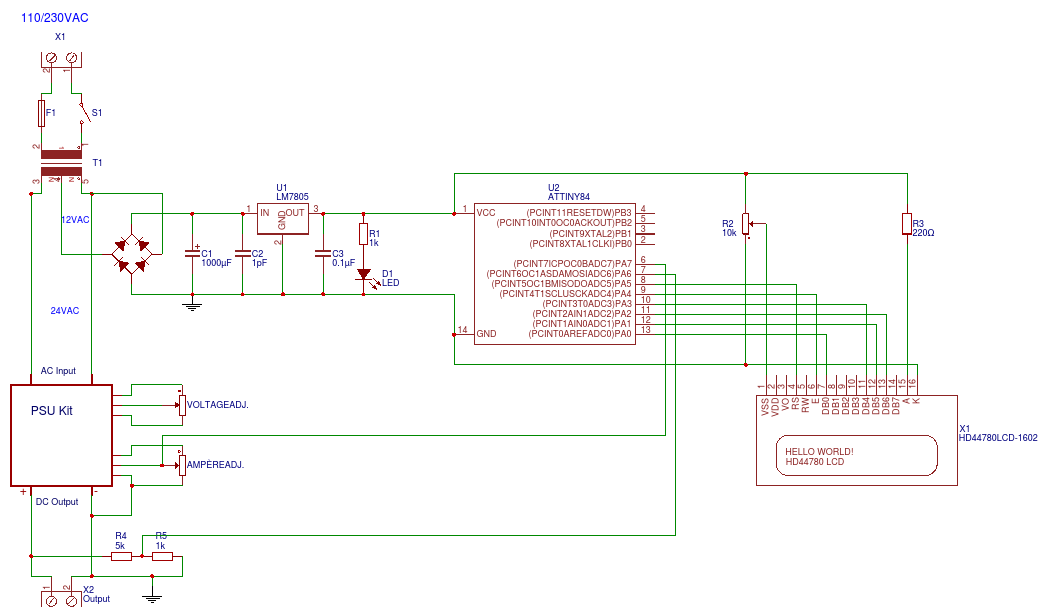 110/230VAC
X1
2
1
F1
S1
2
1
T1
3
5
12VAC
24VAC
U1
LM7805
1
IN
OUT
3
GND
2
+
C1
1000µF
C2
1pF
C3
0.1µF
R1
1k
D1
LED
U2
ATTINY84
1
VCC
14
GND
(PCINT11RESETDW)PB3
4
(PCINT10INT0OC0ACKOUT)PB2
5
(PCINT9XTAL2)PB1
3
(PCINT8XTAL1CLKI)PB0
2
(PCINT7ICPOC0BADC7)PA7
6
(PCINT6OC1ASDAMOSIADC6)PA6
7
(PCINT5OC1BMISODOADC5)PA5
8
(PCINT4T1SCLUSCKADC4)PA4
9
(PCINT3T0ADC3)PA3
10
(PCINT2AIN1ADC2)PA2
11
(PCINT1AIN0ADC1)PA1
12
(PCINT0AREFADC0)PA0
13
R2
10k
R3
220Ω
1
2
3
4
5
6
7
8
9
10
11
12
13
14
15
16
VSS
VDD
VO
RS
RW
E
DB0
DB1
DB2
DB3
DB4
DB5
DB6
DB7
A
K
X1
HD44780LCD-1602
HELLO WORLD!
HD44780 LCD
AC Input
PSU Kit
VOLTAGEADJ.
AMPÈREADJ.
+
-
DC Output
R4
5k
R5
1k
1
2
X2
Output